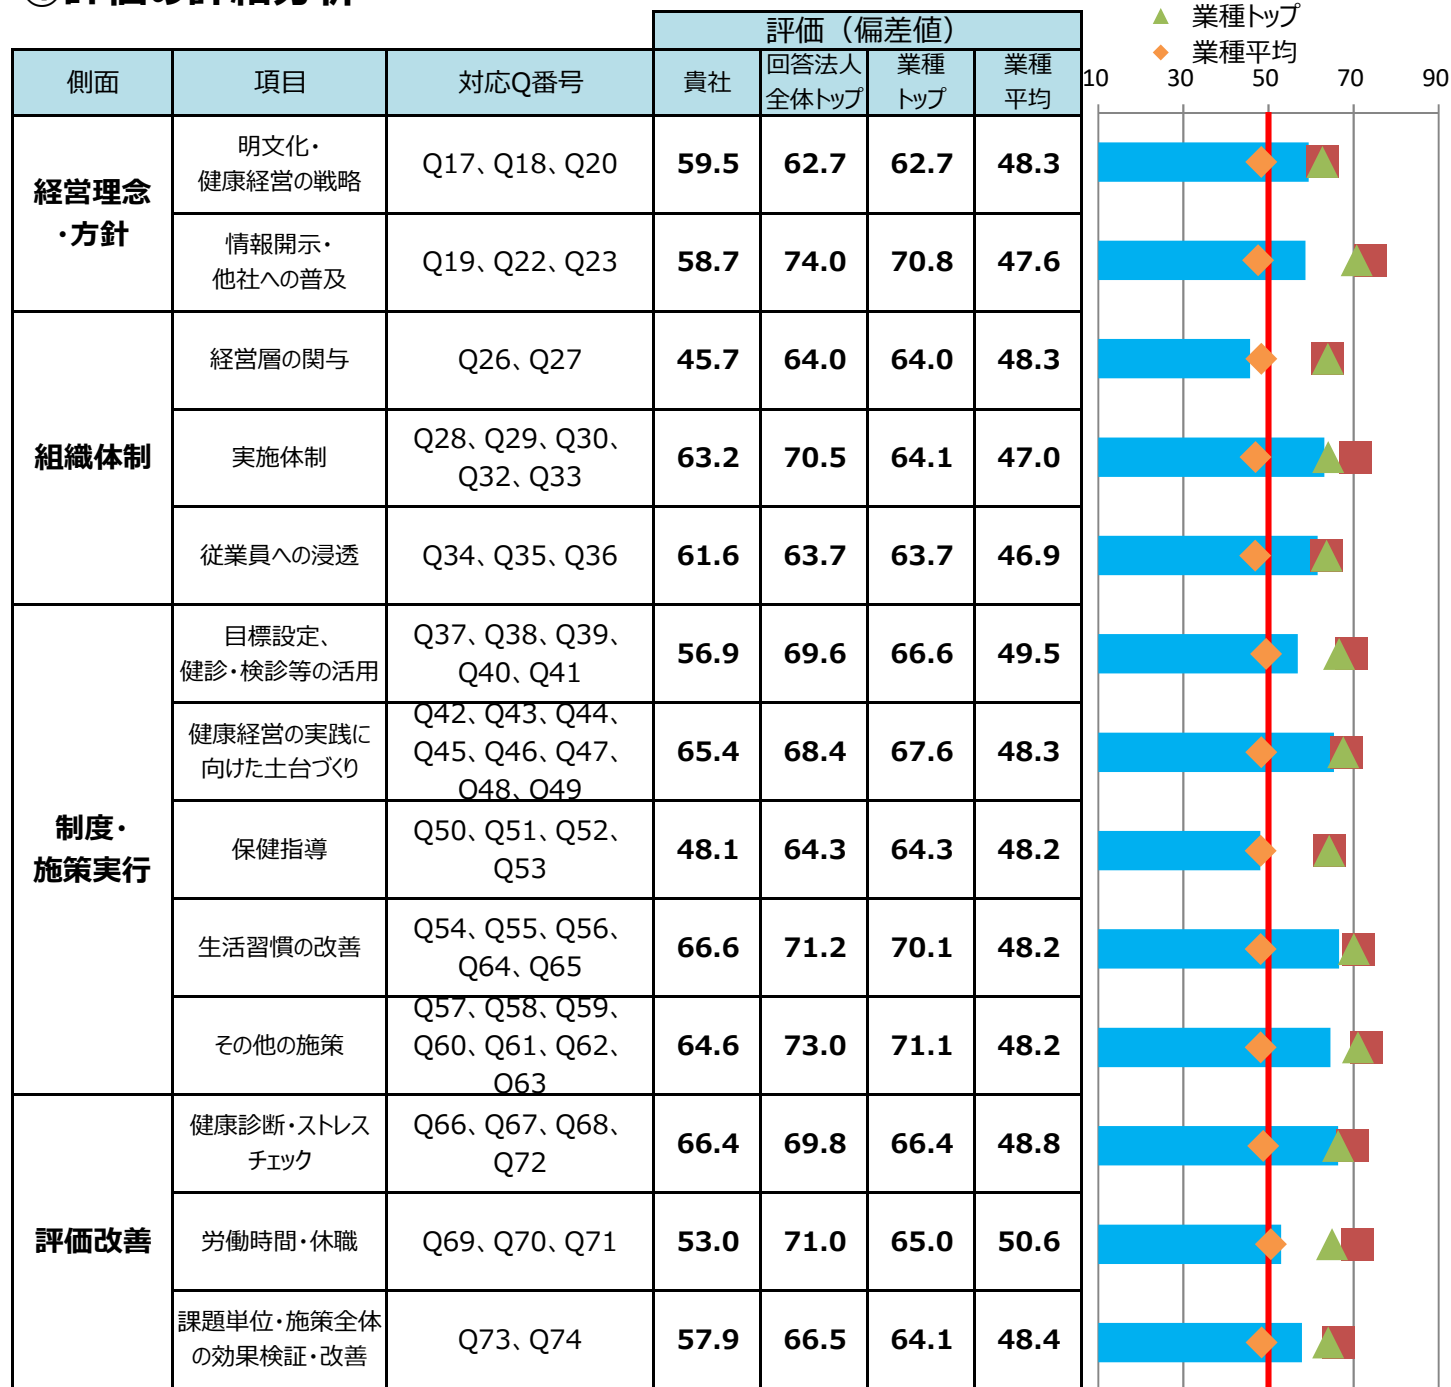 評価（偏差値）
▲ 業種トップ
◆ 業種平均
側面 項目 対応Q番号 貴社 回答法人 業種 業種
全体トップ トップ 平均
10 30 50 70 90
経営理念
・方針
明文化・
健康経営の戦略
Q17、Q18、Q20 59.5 62.7 62.7 48.3
情報開示・
他社への普及
Q19、Q22、Q23 58.7 74.0 70.8 47.6
組織体制
経営層の関与 Q26、Q27 45.7 64.0 64.0 48.3
実施体制
Q28、Q29、Q30、
Q32、Q33
63.2 70.5 64.1 47.0
従業員への浸透 Q34、Q35、Q36 61.6 63.7 63.7 46.9
制度・
施策実行
目標設定、
健診・検診等の活用
Q37、Q38、Q39、
Q40、Q41
56.9 69.6 66.6 49.5
健康経営の実践に
向けた土台づくり
Q42、Q43、Q44、
Q45、Q46、Q47、
Q48、Q49
65.4 68.4 67.6 48.3
保健指導
Q50、Q51、Q52、
Q53
48.1 64.3 64.3 48.2
生活習慣の改善
Q54、Q55、Q56、
Q64、Q65
66.6 71.2 70.1 48.2
その他の施策
Q57、Q58、Q59、
Q60、Q61、Q62、
Q63
64.6 73.0 71.1 48.2
評価改善
健康診断・ストレス
チェック
Q66、Q67、Q68、
Q72
66.4 69.8 66.4 48.8
労働時間・休職 Q69、Q70、Q71 53.0 71.0 65.0 50.6
課題単位・施策全体
の効果検証・改善
Q73、Q74 57.9 66.5 64.1 48.4